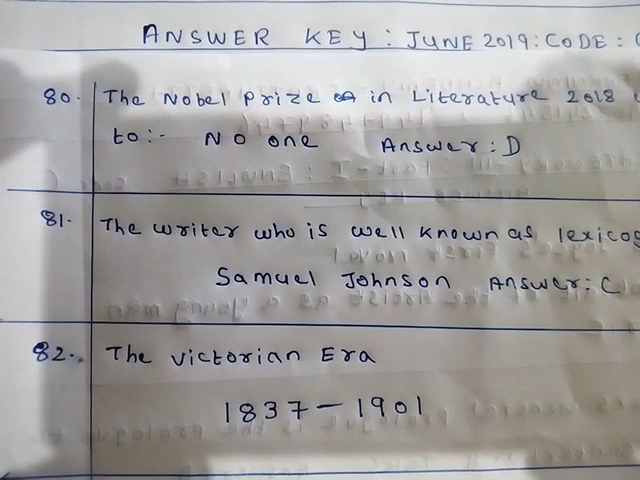 ANSWER KEY : JUNE 2019 : CODE :
80. The Nobel Prize in Literature 2018
to:- No one Answer : D
81. The writer who is well known as lexicog
Samuel Johnson Answer : C
82. The Victorian Era
1837 - 1901